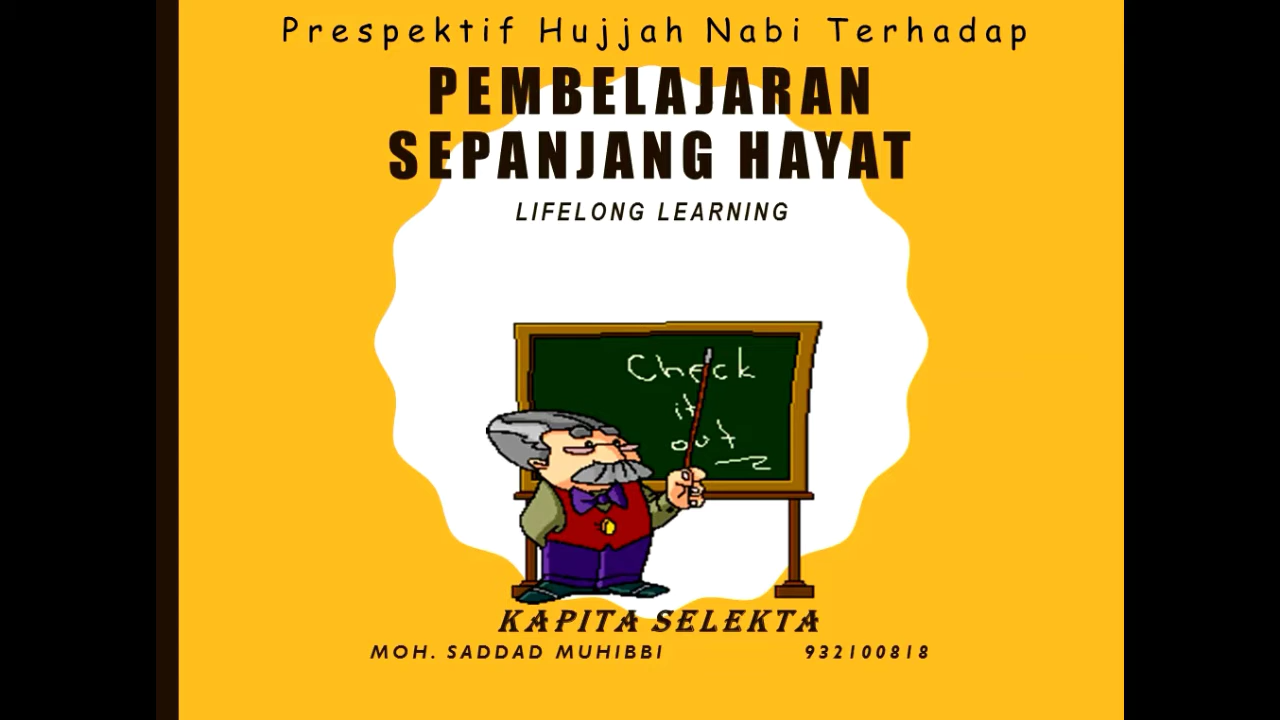 Prespektif Hujjah Nabi Terhadap
PEMBELAJARAN
SEPANJANG HAYAT
LIFELONG LEARNING
Check
it
out
KAPITA SELEKTA
MOH. SADDAD MUHIBBI 932100818